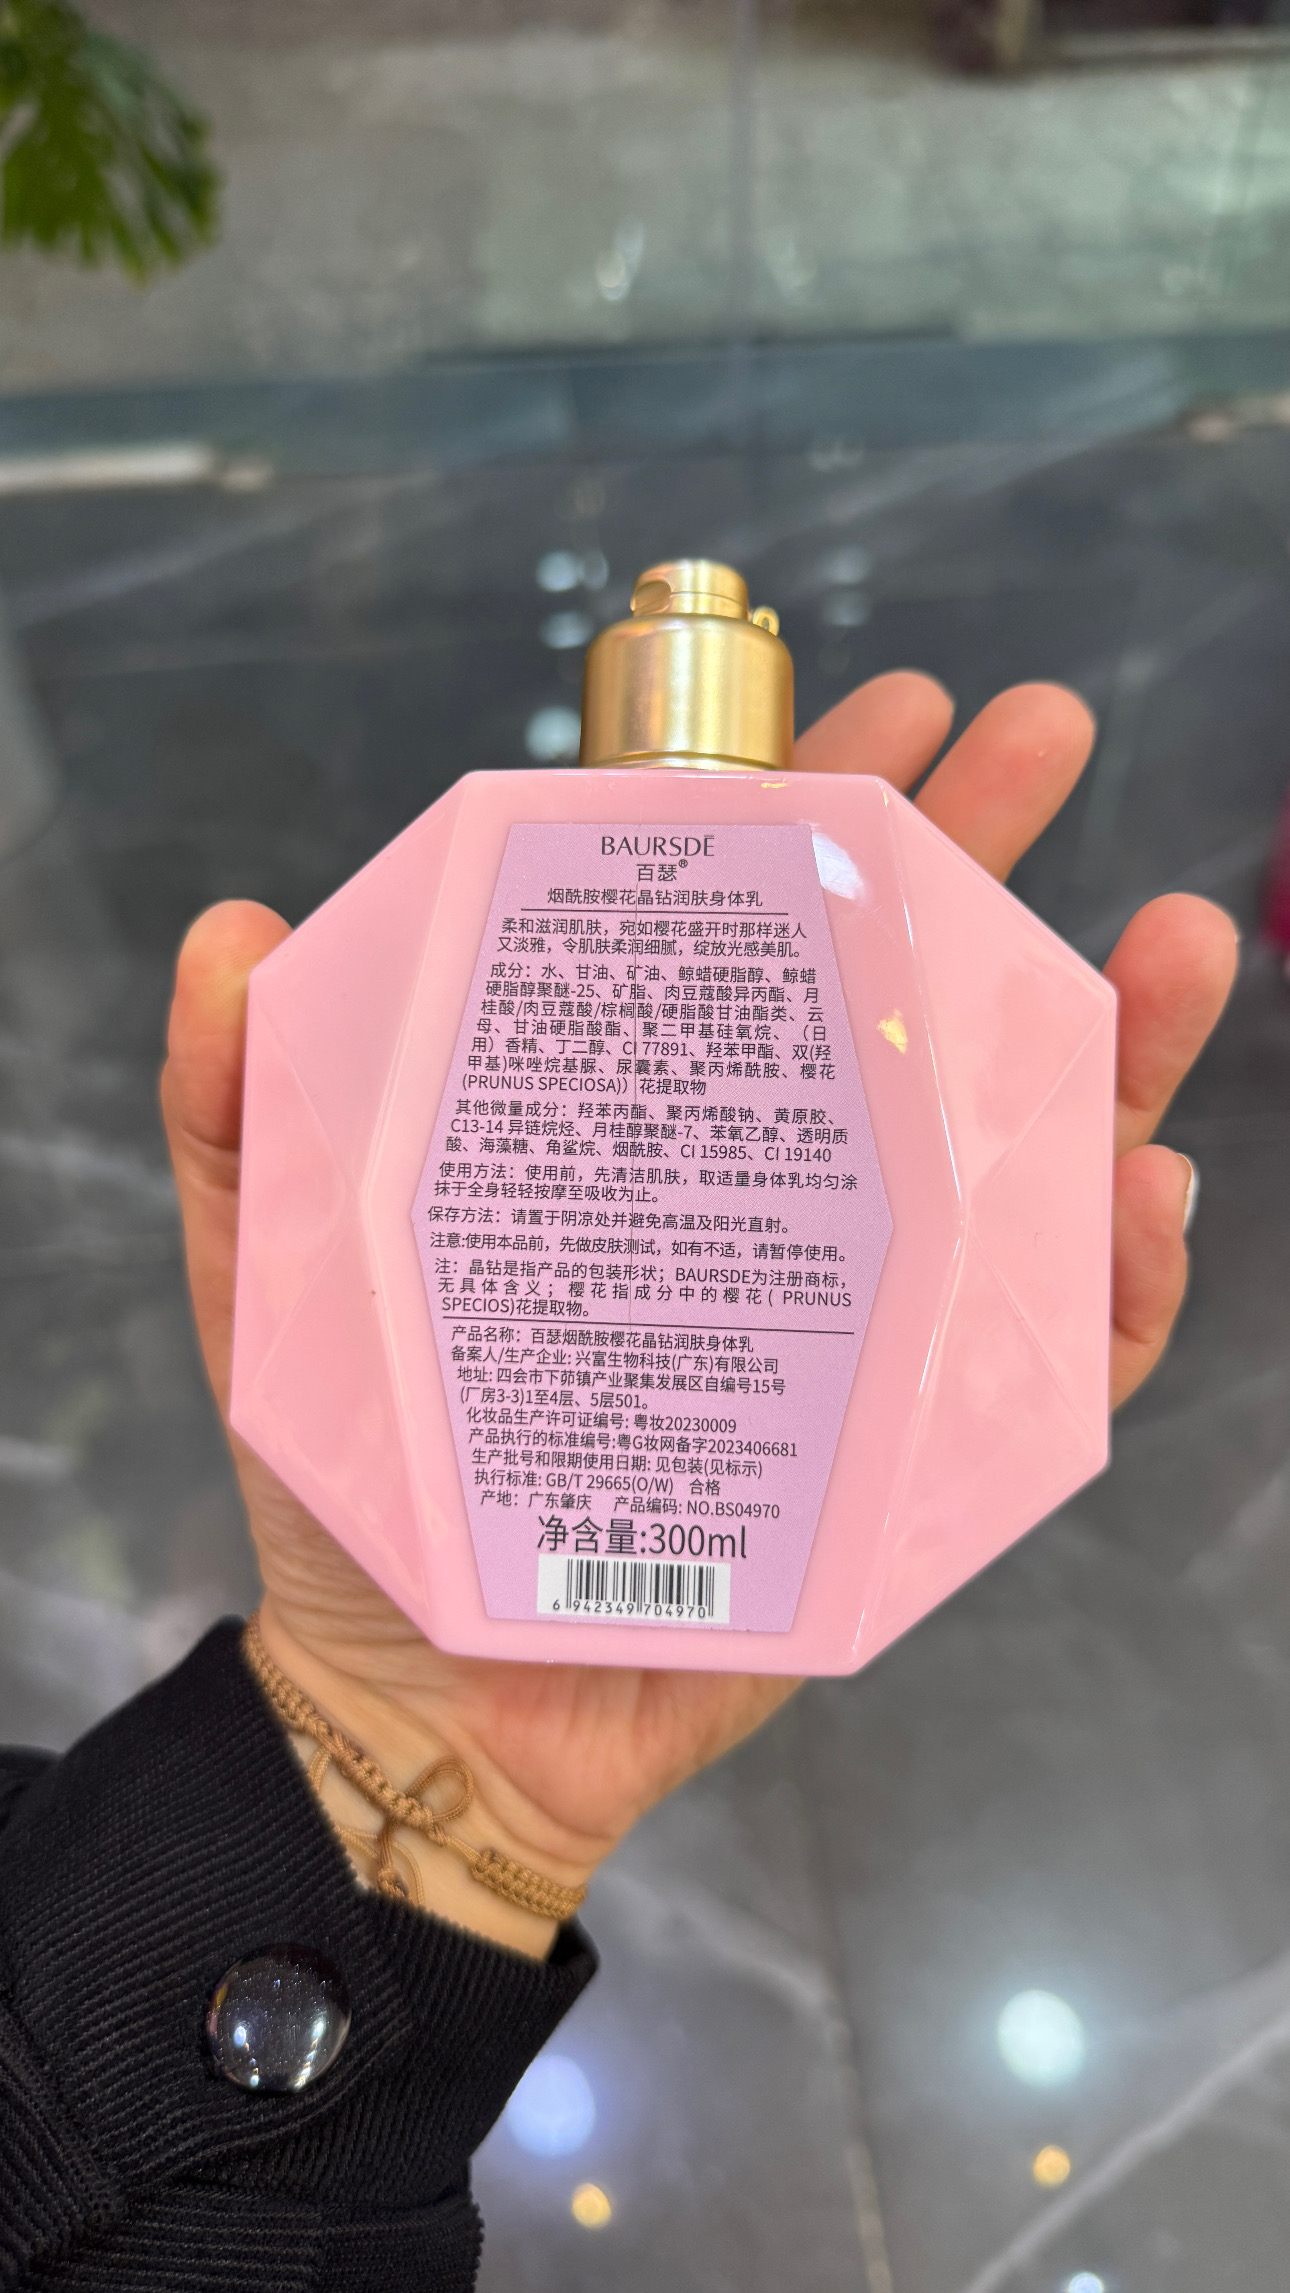 BAURSDĒ
百瑟®
烟酰胺樱花晶钻润肤身体乳
柔和滋润肌肤，宛如樱花盛开时那样迷人
又淡雅，令肌肤柔润细腻，绽放光感美肌。
成分：水、甘油、矿油、鲸蜡硬脂醇、鲸蜡
硬脂醇聚醚-25、矿脂、肉豆蔻酸异丙酯、月
桂酸/肉豆蔻酸/棕榈酸/硬脂酸甘油酯类、云
母、甘油硬脂酸酯、聚二甲基硅氧烷、（日
用）香精、丁二醇、CI 77891、羟苯甲酯、双(羟
甲基)咪唑烷基脲、尿囊素、聚丙烯酰胺、樱花
(PRUNUS SPECIOSA)）花提取物
其他微量成分：羟苯丙酯、聚丙烯酸钠、黄原胶、
C13-14 异链烷烃、月桂醇聚醚-7、苯氧乙醇、透明质
酸、海藻糖、角鲨烷、烟酰胺、CI 15985、CI 19140
使用方法：使用前，先清洁肌肤，取适量身体乳均匀涂
抹于全身轻轻按摩至吸收为止。
保存方法：请置于阴凉处并避免高温及阳光直射。
注意:使用本品前，先做皮肤测试，如有不适，请暂停使用。
注：晶钻是指产品的包装形状；BAURSDE为注册商标，
无具体含义；樱花指成分中的樱花( PRUNUS
SPECIOS)花提取物。
产品名称：百瑟烟酰胺樱花晶钻润肤身体乳
备案人/生产企业: 兴富生物科技(广东)有限公司
地址: 四会市下茆镇产业聚集发展区自编号15号
(厂房3-3)1至4层、5层501。
化妆品生产许可证编号: 粤妆20230009
产品执行的标准编号:粤G妆网备字2023406681
生产批号和限期使用日期: 见包装(见标示)
执行标准: GB/T 29665(O/W) 合格
产地：广东肇庆 产品编码: NO.BS04970
净含量:300ml
6 942349 704970